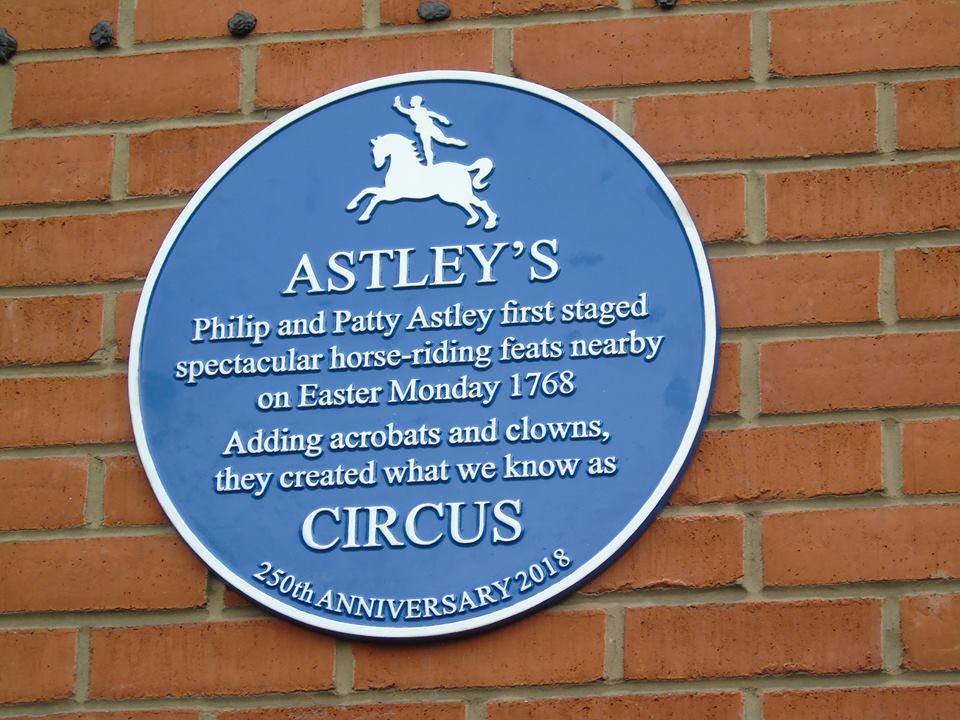 ASTLEY'S
Philip and Patty Astley first staged
spectacular horse-riding feats nearby
on Easter Monday 1768
Adding acrobats and clowns,
they created what we know as
CIRCUS
250th ANNIVERSARY 2018